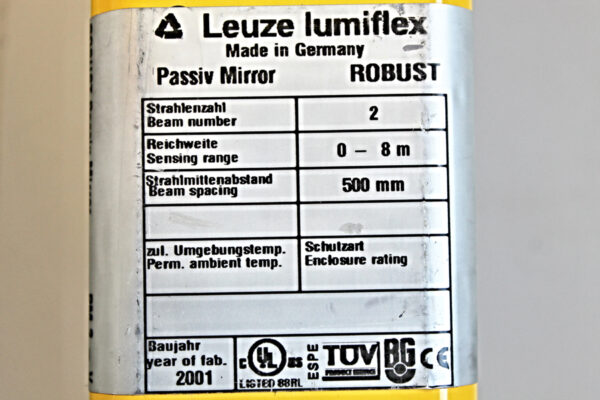 Leuze lumiflex
Made in Germany
Passiv Mirror ROBUST
Strahlenzahl
Beam number
2
Reichweite
Sensing range
0 – 8 m
Strahlmittenabstand
Beam spacing
500 mm
zul. Umgebungstemp.
Perm. ambient temp.
Schutzart
Enclosure rating
Baujahr
year of fab.
2001
C UL US
LISTED 88RL
ESPE
TÜV
PRODUCT SERVICE
BG
CE